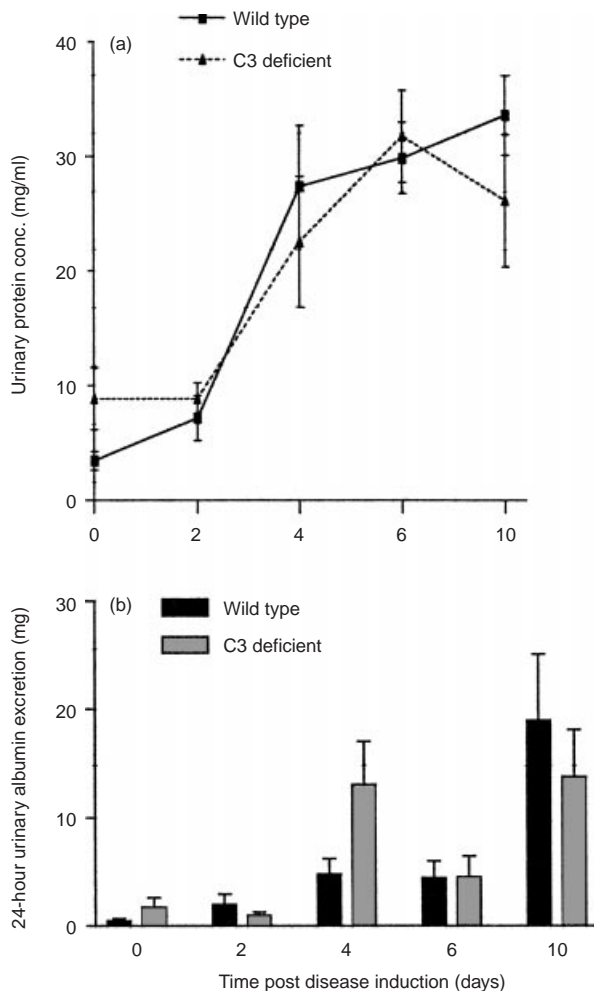 (a)
Wild type
C3 deficient
Urinary protein conc. (mg/ml)
40
30
20
10
0
0 2 4 6 10
(b)
Wild type
C3 deficient
24-hour urinary albumin excretion (mg)
30
20
10
0
0 2 4 6 10
Time post disease induction (days)